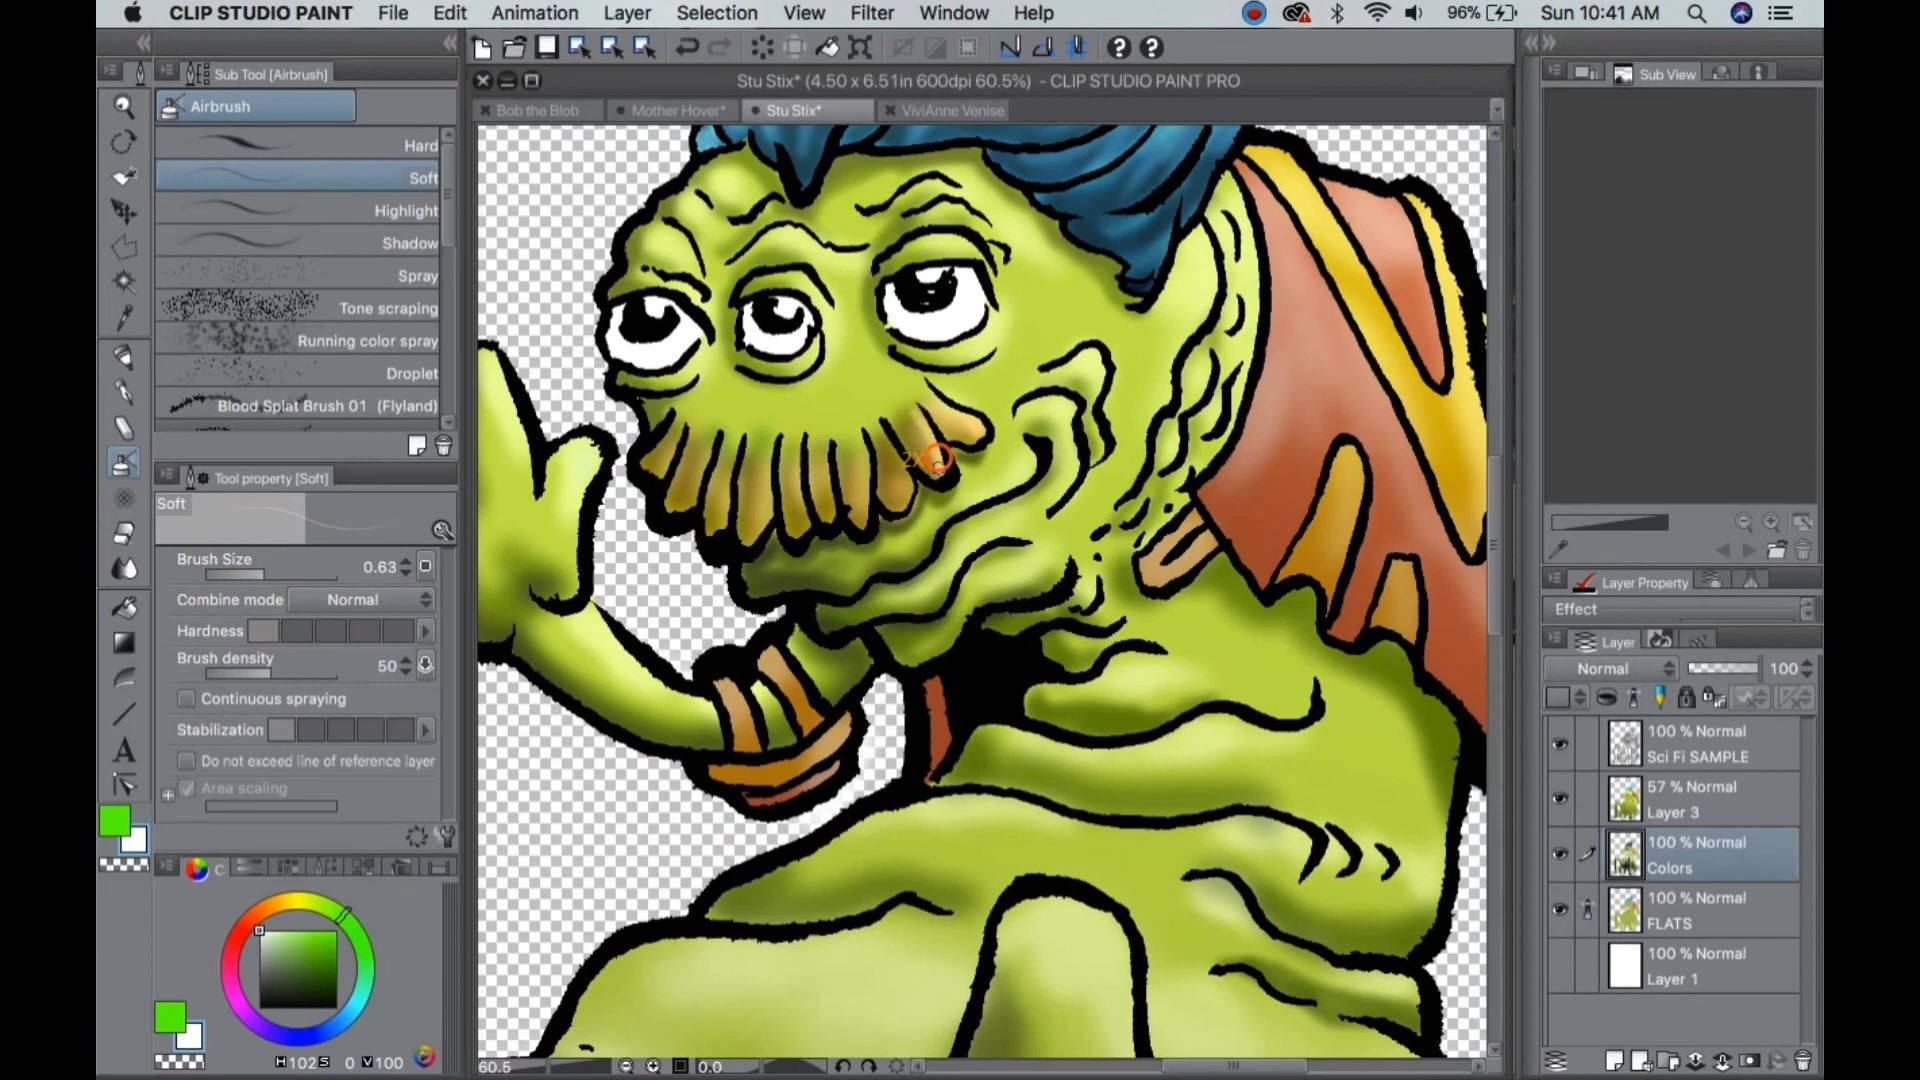 CLIP STUDIO PAINT File Edit Animation Layer Selection View Filter Window Help 96% Sun 10:41 AM
Stu Stix* (4.50 x 6.51in 600dpi 60.5%) - CLIP STUDIO PAINT PRO
Bob the Blob Mother Hover* Stu Stix* ViviAnne Venise
Sub Tool [Airbrush]
Airbrush
Hard
Soft
Highlight
Shadow
Spray
Tone scraping
Running color spray
Droplet
Blood Splat Brush 01 (Flyland)
Tool property [Soft]
Soft
Brush Size 0.63
Combine mode Normal
Hardness
Brush density 50
Continuous spraying
Stabilization
Do not exceed line of reference layer
Area scaling
C
H 102 S 0 V 100
2X
60.5 0.0
Sub View
Layer Property
Effect
Layer
Normal 100
100 % Normal
Sci Fi SAMPLE
57 % Normal
Layer 3
100 % Normal
Colors
100 % Normal
FLATS
100 % Normal
Layer 1